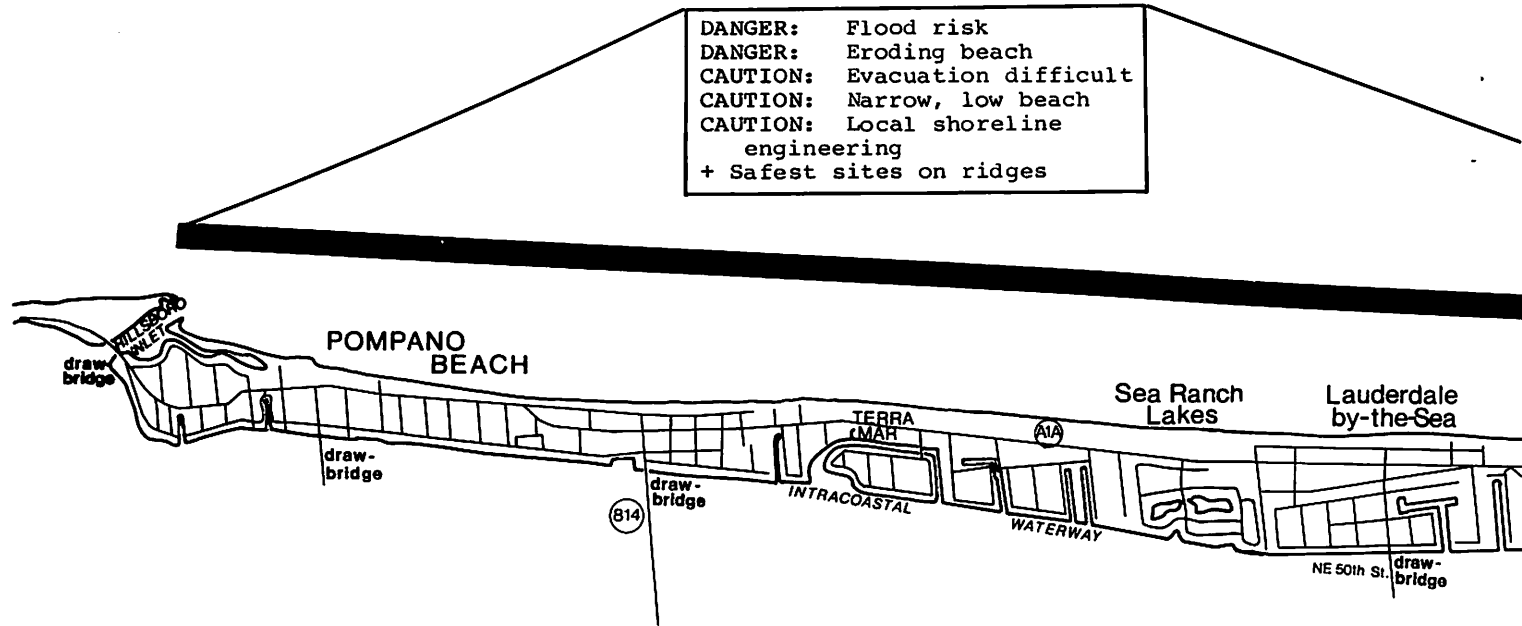 DANGER: Flood risk
DANGER: Eroding beach
CAUTION: Evacuation difficult
CAUTION: Narrow, low beach
CAUTION: Local shoreline
engineering
+ Safest sites on ridges
HILLSBORO
INLET
draw-
bridge
POMPANO
BEACH
draw-
bridge
814
draw-
bridge
TERRA
MAR
INTRACOASTAL
WATERWAY
A1A
Sea Ranch
Lakes
Lauderdale
by-the-Sea
NE 50th St.
draw-
bridge